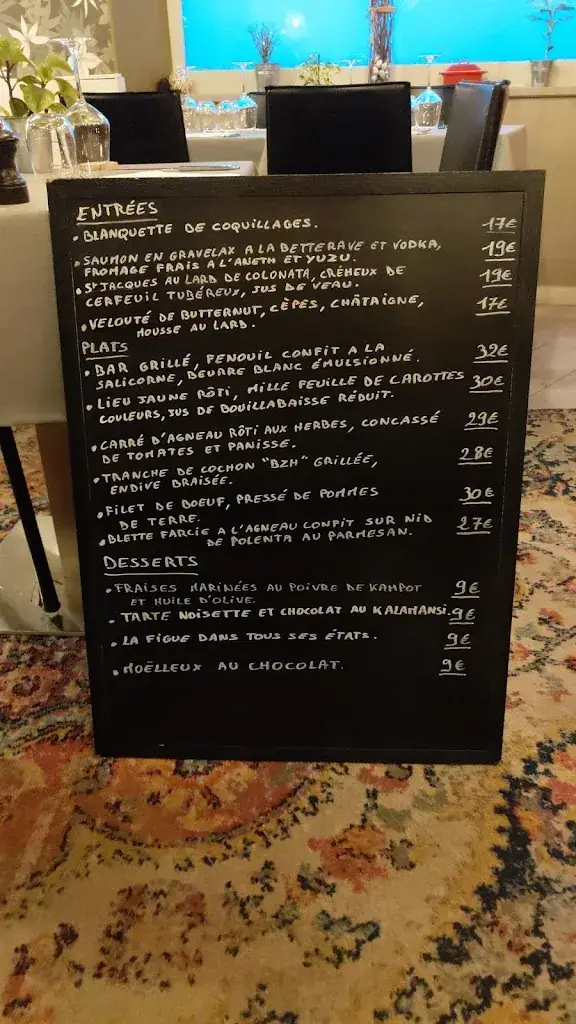 ENTRÉES
• BLANQUETTE DE COQUILLAGES. 17€
• SAUMON EN GRAVELAX A LA BETTERAVE ET VODKA, 19€
FROMAGE FRAIS A L'ANETH ET YUZU.
• ST JACQUES AU LARD DE COLONATA, CRÉMEUX DE 19€
CERFEUIL TUBÉREUX, JUS DE VEAU.
• VELOUTÉ DE BUTTERNUT, CÈPES, CHÂTAIGNE, 17€
MOUSSE AU LARD.
PLATS
• BAR GRILLÉ, FENOUIL CONFIT A LA 32€
SALICORNE, BEURRE BLANC ÉMULSIONNÉ.
• LIEU JAUNE RÔTI, MILLE FEUILLE DE CAROTTES 30€
COULEURS, JUS DE BOUILLABAISSE RÉDUIT.
• CARRÉ D'AGNEAU RÔTI AUX HERBES, CONCASSÉ 29€
DE TOMATES ET PANISSE.
• TRANCHE DE COCHON "BZH" GRILLÉE, 28€
ENDIVE BRAISÉE.
• FILET DE BOEUF, PRESSÉ DE POMMES 30€
DE TERRE.
• BLETTE FARCIE A L'AGNEAU CONFIT SUR NID 27€
DE POLENTA AU PARMESAN.
DESSERTS
• FRAISES MARINÉES AU POIVRE DE KAMPOT 9€
ET HUILE D'OLIVE.
• TARTE NOISETTE ET CHOCOLAT AU KALAMANSI. 9€
• LA FIGUE DANS TOUS SES ÉTATS. 9€
• MOËLLEUX AU CHOCOLAT. 9€